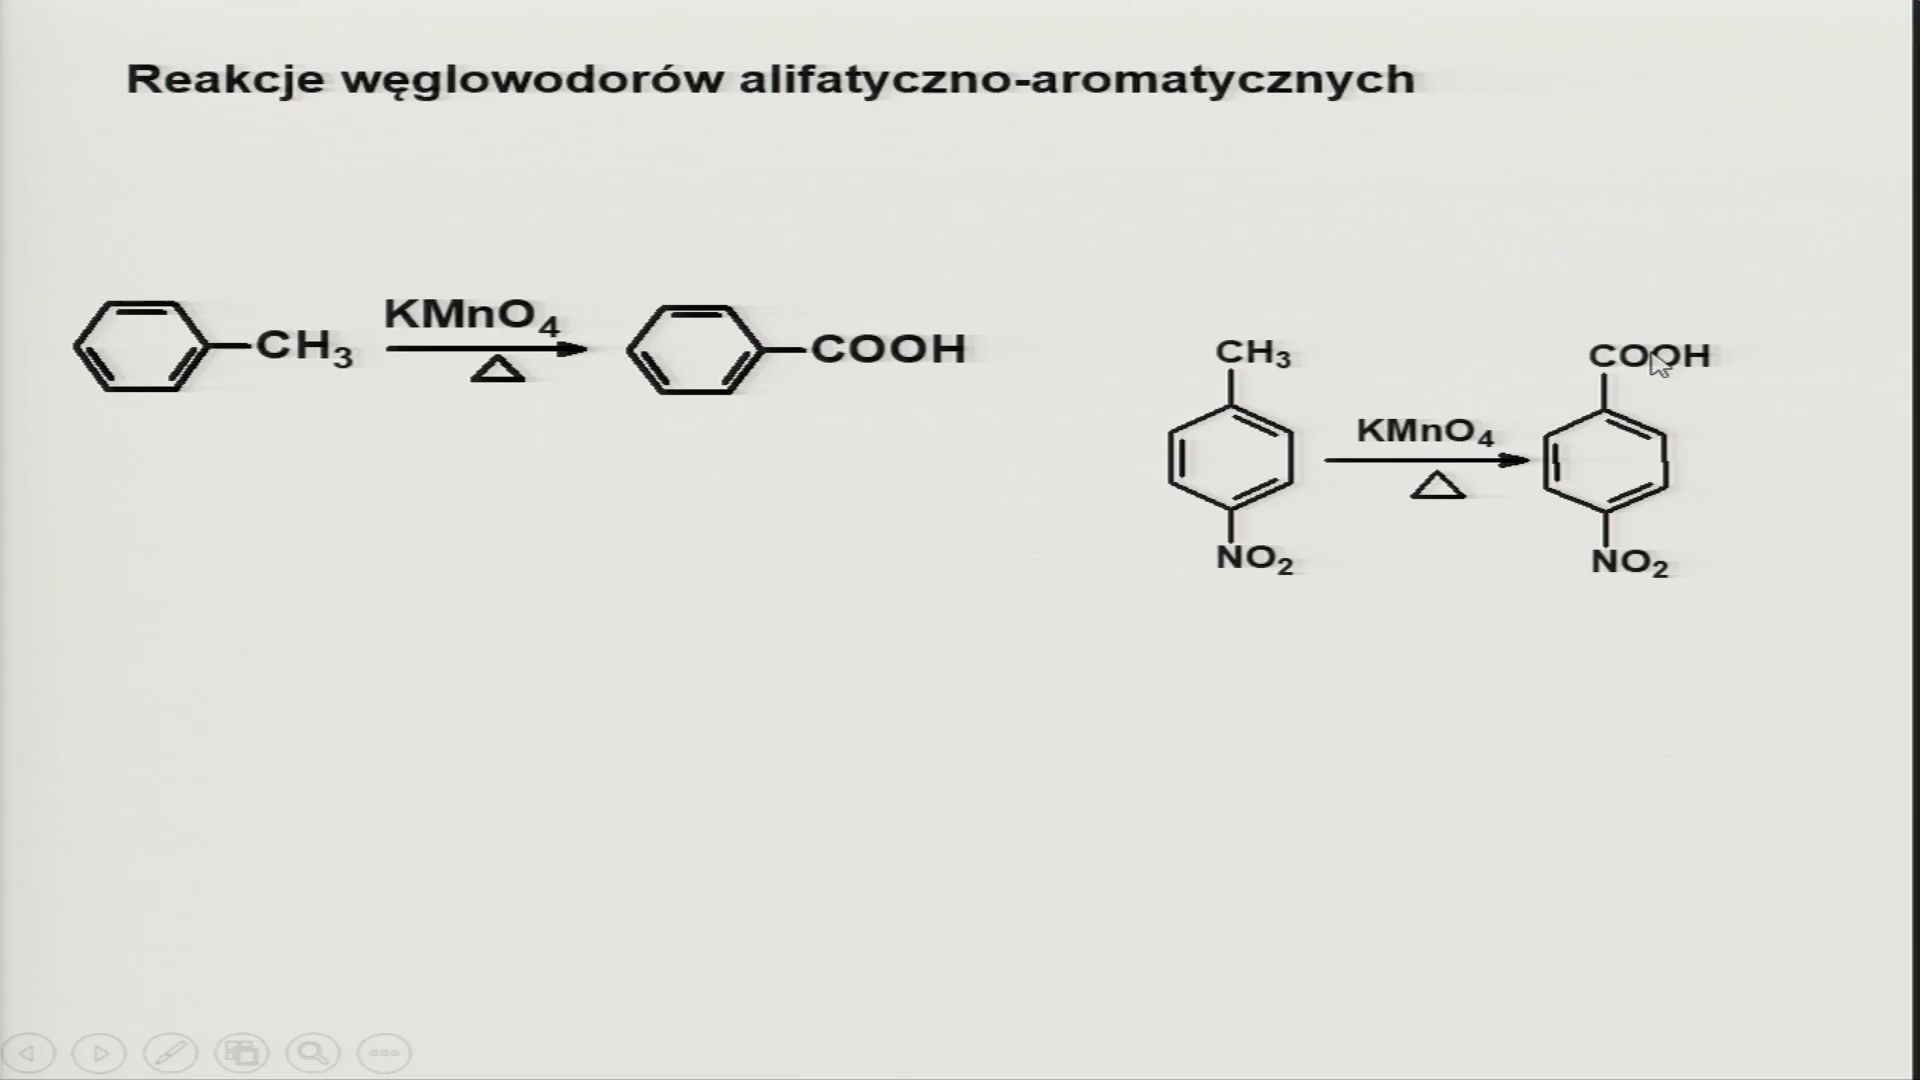 Reakcje węglowodorów alifatyczno-aromatycznych
KMnO4
CH3
COOH
CH3
COOH
KMnO4
NO2
NO2